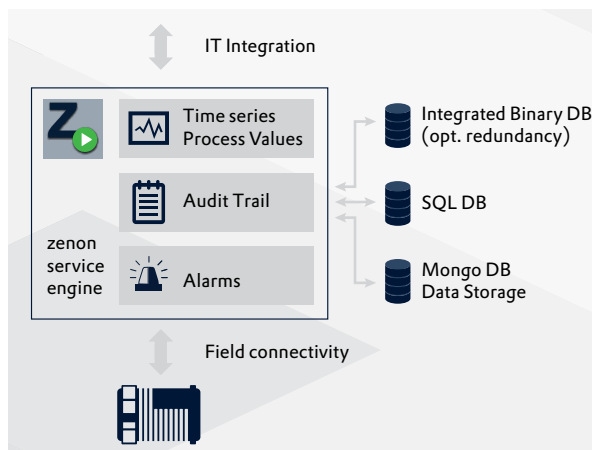 IT Integration
Z
Time series
Process Values
Audit Trail
Alarms
zenon
service
engine
Integrated Binary DB
(opt. redundancy)
SQL DB
Mongo DB
Data Storage
Field connectivity